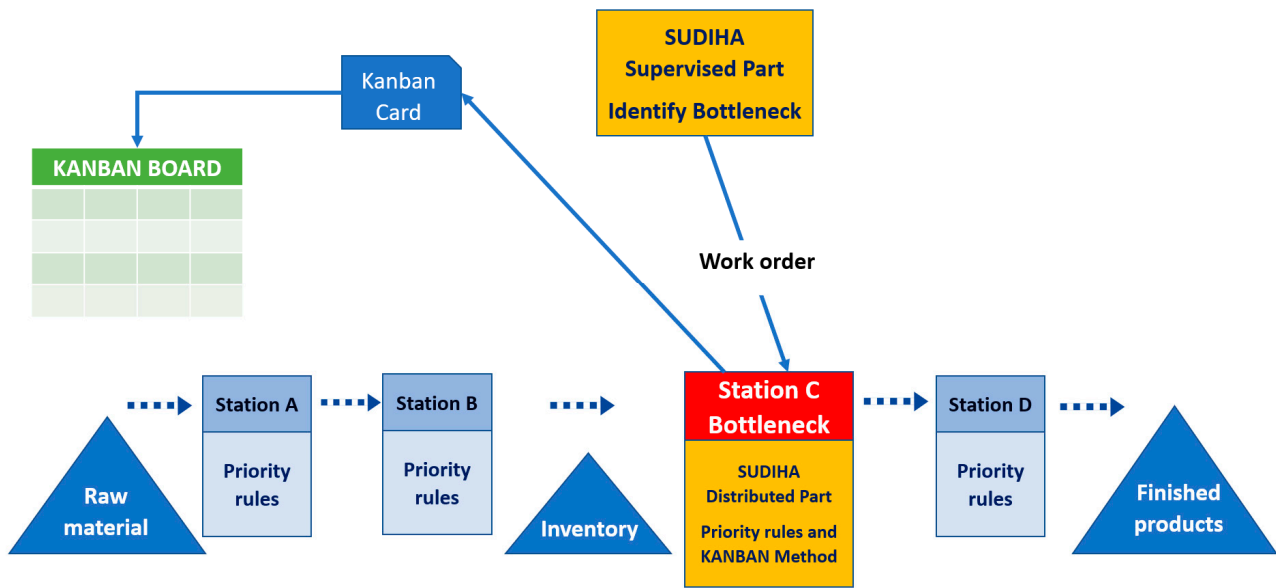 SUDIHA
Supervised Part
Identify Bottleneck
Kanban
Card
KANBAN BOARD
Work order
Station A
Priority
rules
Station B
Priority
rules
Station C
Bottleneck
SUDIHA
Distributed Part
Priority rules and
KANBAN Method
Station D
Priority
rules
Raw
material
Inventory
Finished
products